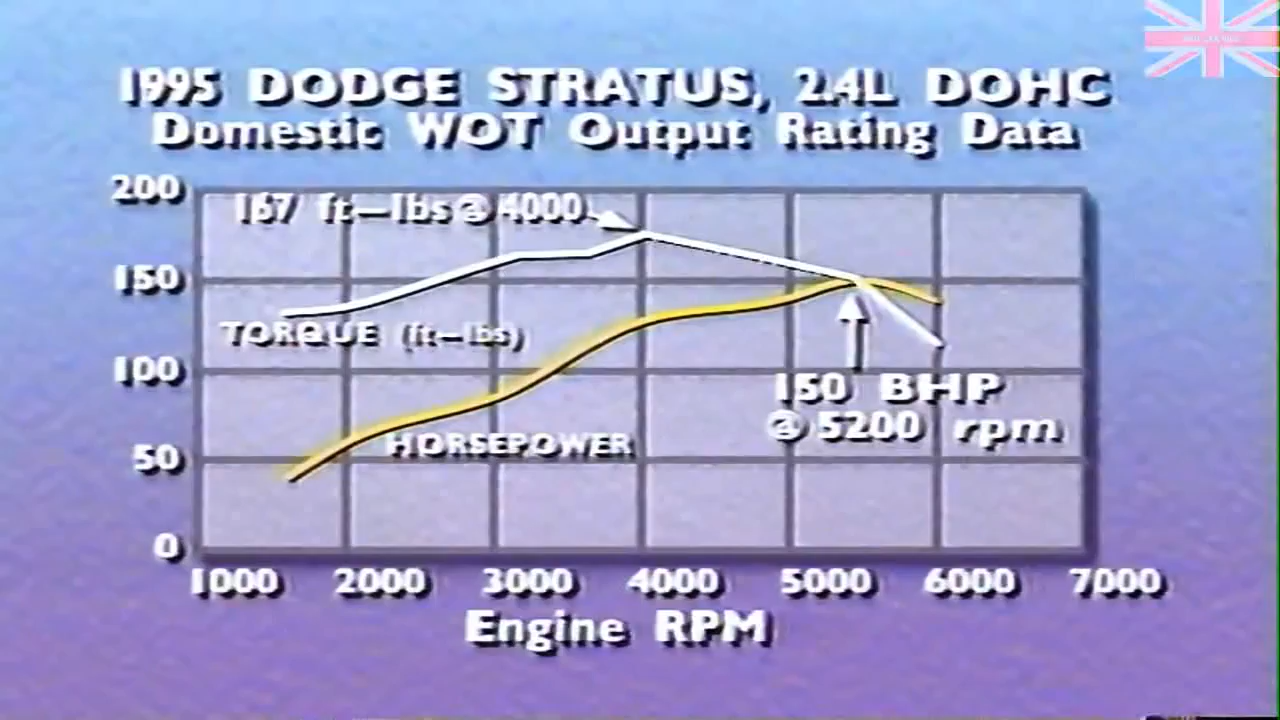 1995 DODGE STRATUS, 2.4L DOHC
Domestic WOT Output Rating Data
200
167 ft-lbs @ 4000
150
TORQUE (ft-lbs)
100
150 BHP
@ 5200 rpm
HORSEPOWER
50
0
1000 2000 3000 4000 5000 6000 7000
Engine RPM